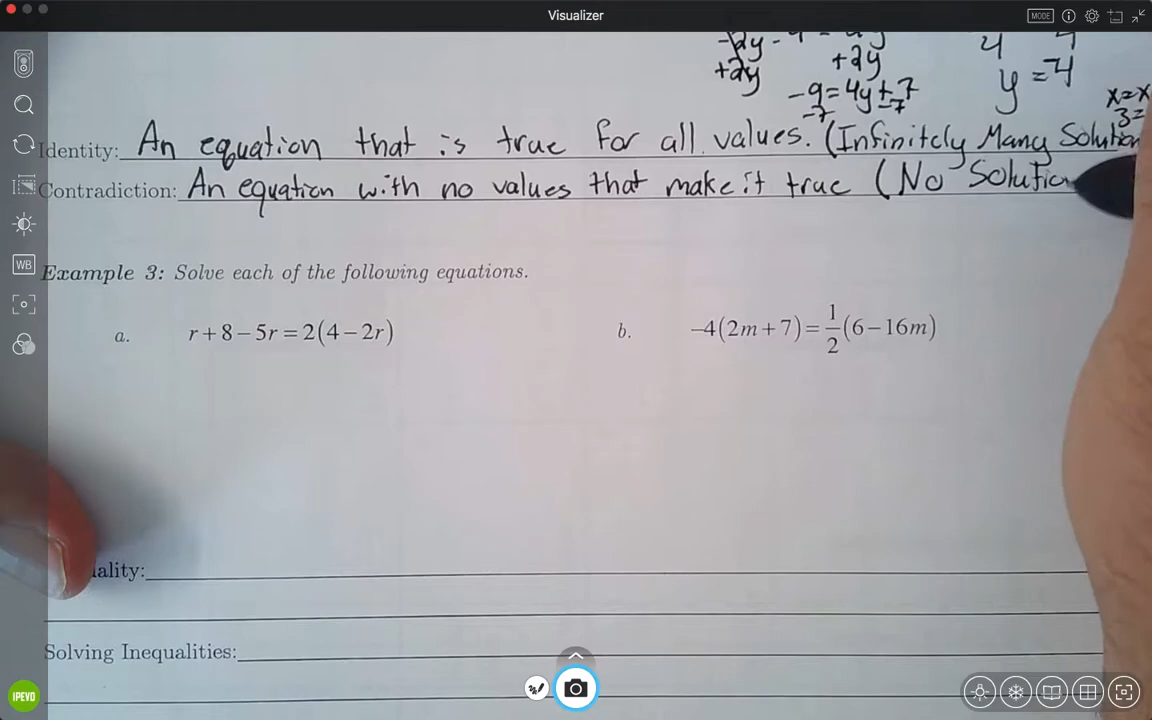 Visualizer
MODE
+2y
+2y
-9=4y+7
-7 -7
4
y = -4
x=x
3=
Identity: An equation that is true for all values. (Infinitely Many Solution
Contradiction: An equation with no values that make it true (No Solution
WB
Example 3: Solve each of the following equations.
a. r+8−5r=2(4−2r)
b. −4(2m+7)=1/2(6−16m)
ality:
Solving Inequalities:
IPEVO